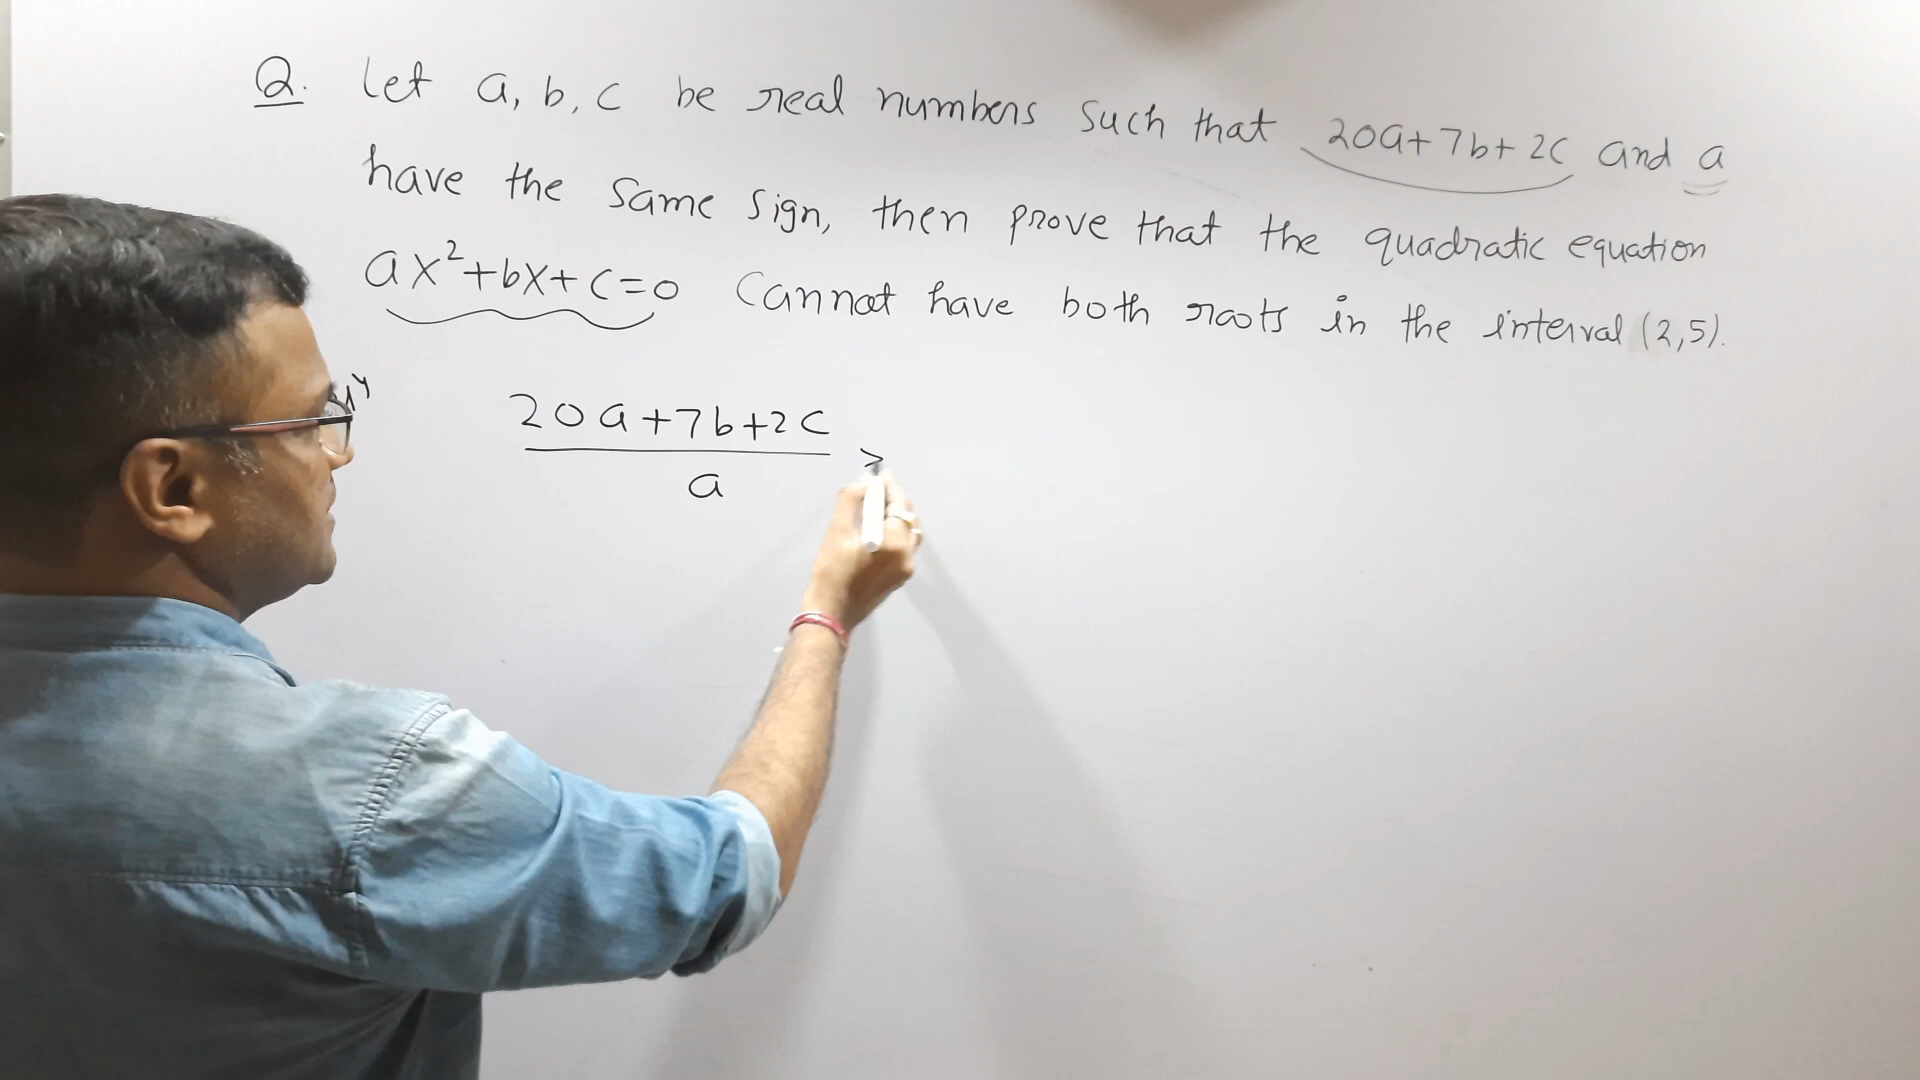 Q. Let a, b, c be real numbers such that 20a+7b+2c and a
have the same sign, then prove that the quadratic equation
ax²+bx+c=0 cannot have both roots in the interval (2,5).
20a+7b+2c
a
>